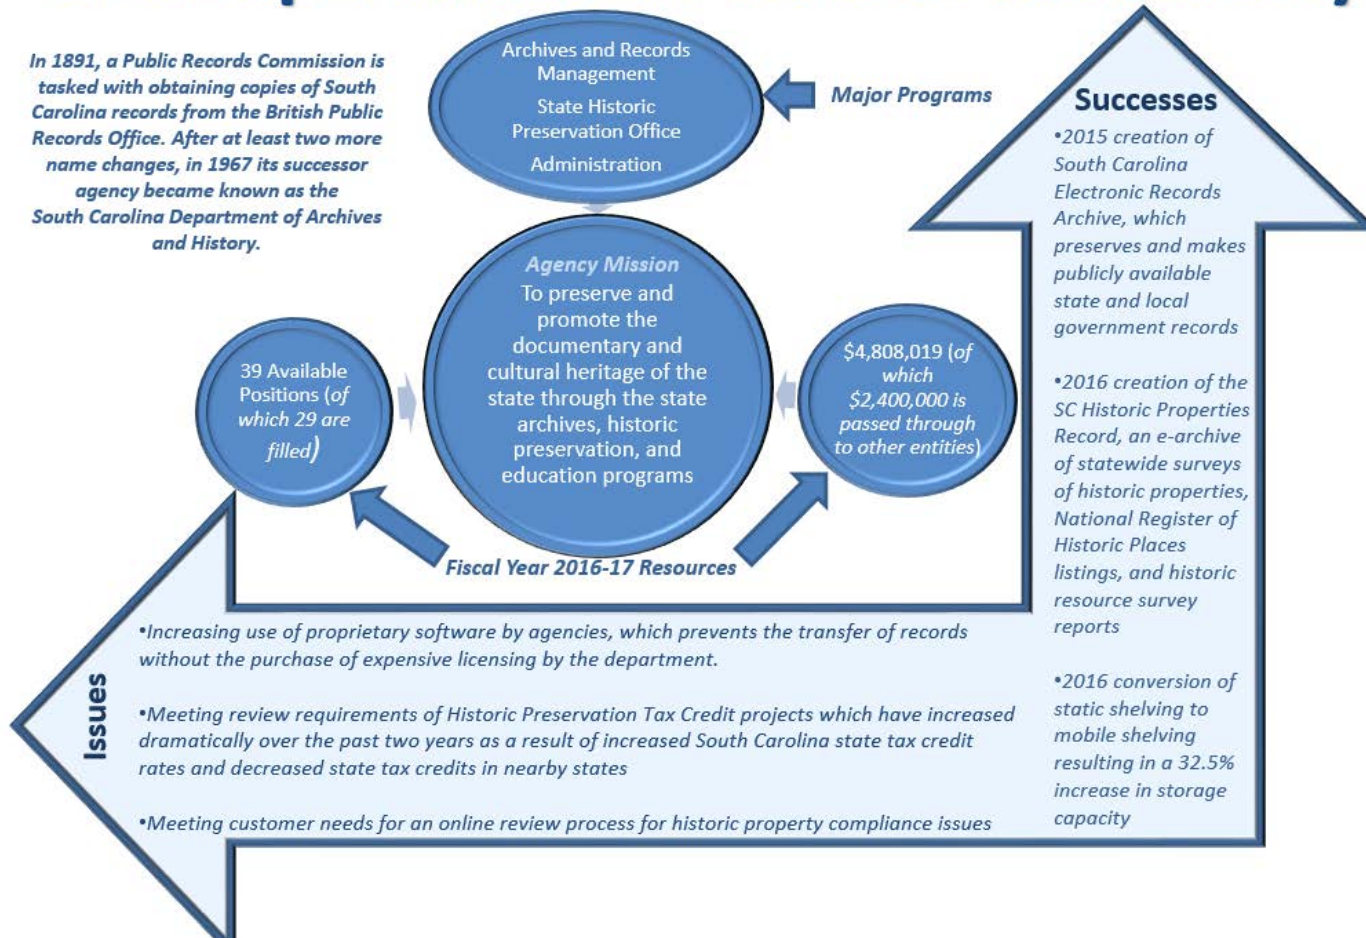 In 1891, a Public Records Commission is
tasked with obtaining copies of South
Carolina records from the British Public
Records Office. After at least two more
name changes, in 1967 its successor
agency became known as the
South Carolina Department of Archives
and History.
Archives and Records
Management
State Historic
Preservation Office
Administration
Major Programs
Agency Mission
To preserve and
promote the
documentary and
cultural heritage of the
state through the state
archives, historic
preservation, and
education programs
39 Available
Positions (of
which 29 are
filled)
$4,808,019 (of
which
$2,400,000 is
passed through
to other entities)
Fiscal Year 2016-17 Resources
Successes
•2015 creation of
South Carolina
Electronic Records
Archive, which
preserves and makes
publicly available
state and local
government records
•2016 creation of the
SC Historic Properties
Record, an e-archive
of statewide surveys
of historic properties,
National Register of
Historic Places
listings, and historic
resource survey
reports
•2016 conversion of
static shelving to
mobile shelving
resulting in a 32.5%
increase in storage
capacity
Issues
•Increasing use of proprietary software by agencies, which prevents the transfer of records
without the purchase of expensive licensing by the department.
•Meeting review requirements of Historic Preservation Tax Credit projects which have increased
dramatically over the past two years as a result of increased South Carolina state tax credit
rates and decreased state tax credits in nearby states
•Meeting customer needs for an online review process for historic property compliance issues